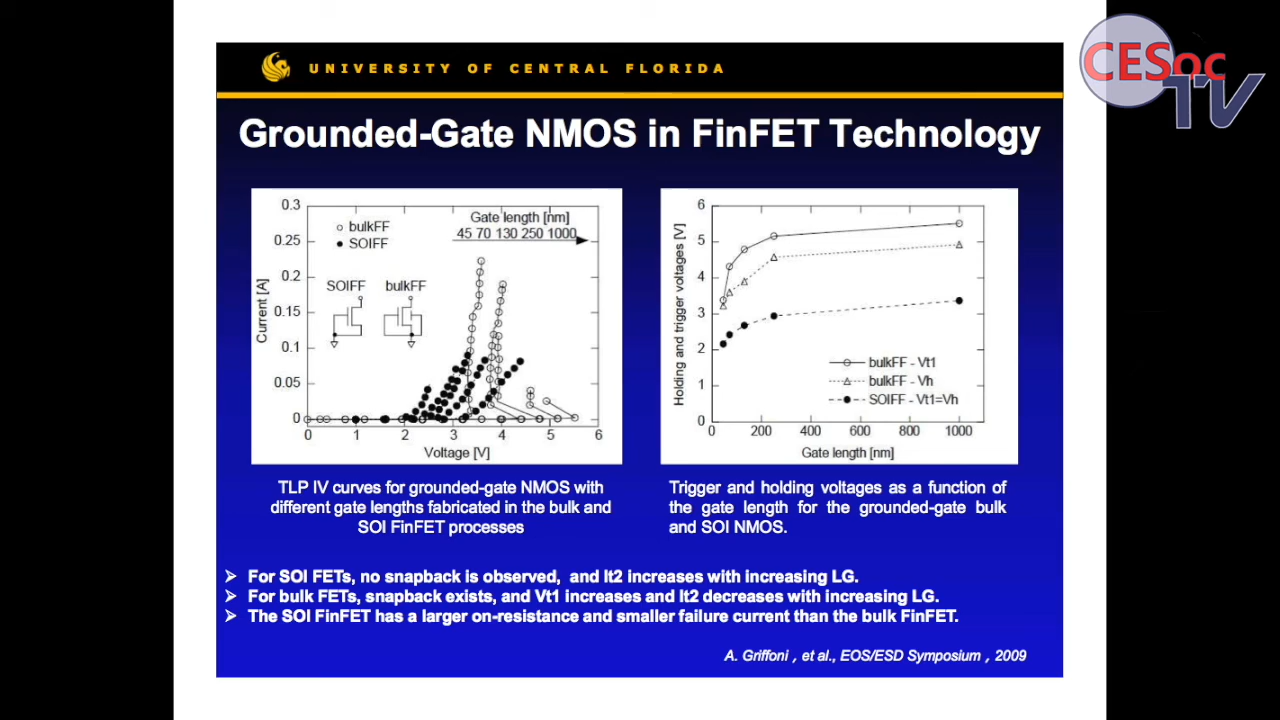 CESoc
TV
UNIVERSITY OF CENTRAL FLORIDA
Grounded-Gate NMOS in FinFET Technology
0.3
0.25
0.2
0.15
0.1
0.05
0
Current [A]
bulkFF
SOIFF
Gate length [nm]
45 70 130 250 1000
SOIFF
bulkFF
0 1 2 3 4 5 6
Voltage [V]
6
5
4
3
2
1
0
Holding and trigger voltages [V]
bulkFF - Vt1
bulkFF - Vh
SOIFF - Vt1=Vh
0 200 400 600 800 1000
Gate length [nm]
TLP IV curves for grounded-gate NMOS with
different gate lengths fabricated in the bulk and
SOI FinFET processes
Trigger and holding voltages as a function of
the gate length for the grounded-gate bulk
and SOI NMOS.
➢ For SOI FETs, no snapback is observed, and It2 increases with increasing LG.
➢ For bulk FETs, snapback exists, and Vt1 increases and It2 decreases with increasing LG.
➢ The SOI FinFET has a larger on-resistance and smaller failure current than the bulk FinFET.
A. Griffoni , et al., EOS/ESD Symposium , 2009